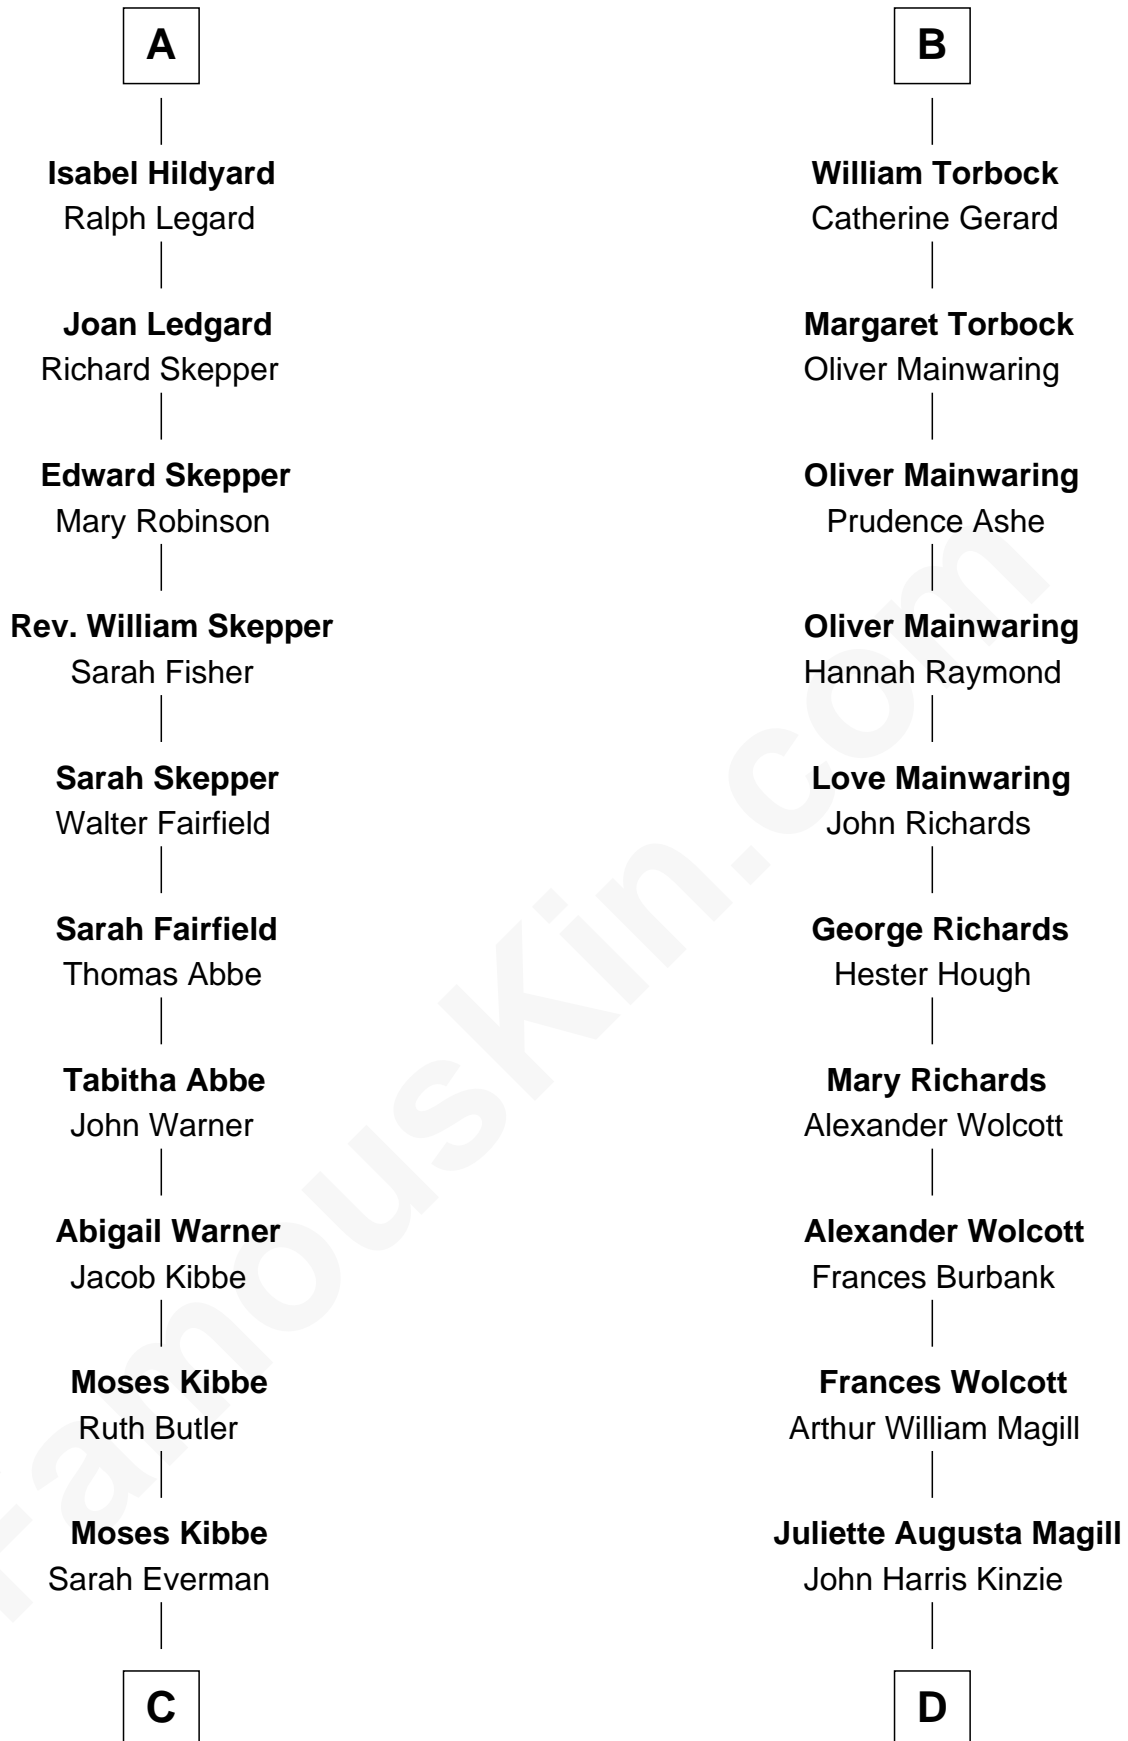 A
Isabel Hildyard
Ralph Legard
Joan Ledgard
Richard Skepper
Edward Skepper
Mary Robinson
Rev. William Skepper
Sarah Fisher
Sarah Skepper
Walter Fairfield
Sarah Fairfield
Thomas Abbe
Tabitha Abbe
John Warner
Abigail Warner
Jacob Kibbe
Moses Kibbe
Ruth Butler
Moses Kibbe
Sarah Everman
C
B
William Torbock
Catherine Gerard
Margaret Torbock
Oliver Mainwaring
Oliver Mainwaring
Prudence Ashe
Oliver Mainwaring
Hannah Raymond
Love Mainwaring
John Richards
George Richards
Hester Hough
Mary Richards
Alexander Wolcott
Alexander Wolcott
Frances Burbank
Frances Wolcott
Arthur William Magill
Juliette Augusta Magill
John Harris Kinzie
D
FamousKin.com